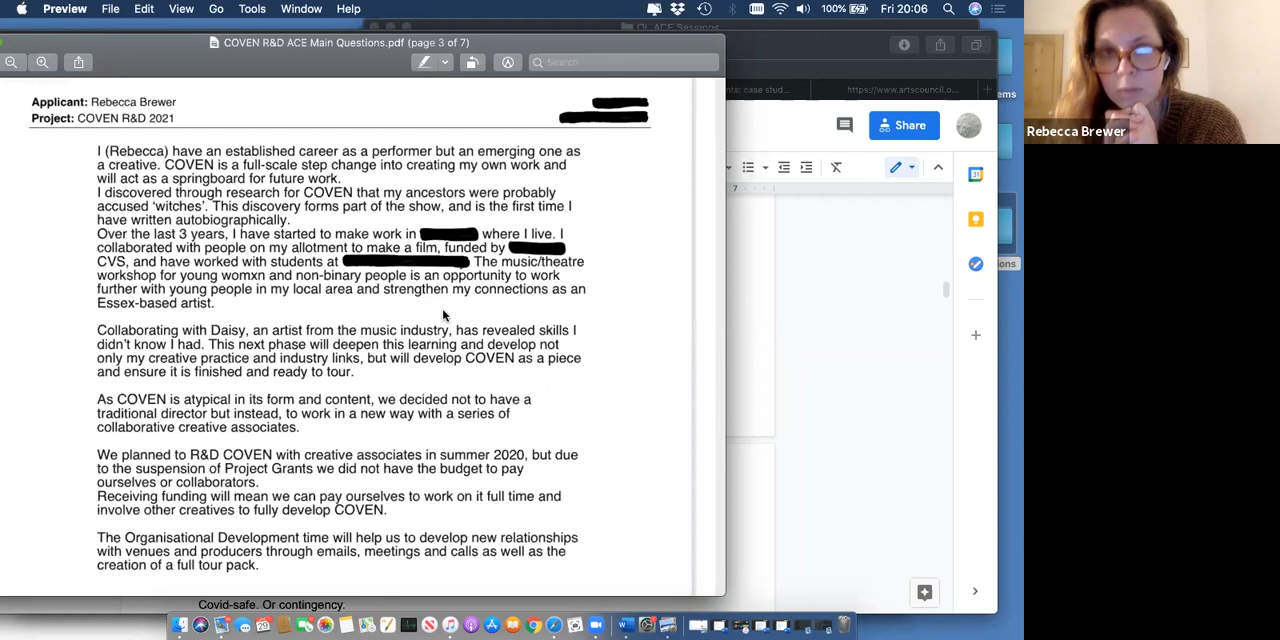 Preview File Edit View Go Tools Window Help 100% Fri 20:06
OL ACE Sessions
COVEN R&D ACE Main Questions.pdf (page 3 of 7)
Search
nts: case stud... https://www.artscouncil.o...
ems
Share
7
31
ons
Applicant: Rebecca Brewer
Project: COVEN R&D 2021
I (Rebecca) have an established career as a performer but an emerging one as
a creative. COVEN is a full-scale step change into creating my own work and
will act as a springboard for future work.
I discovered through research for COVEN that my ancestors were probably
accused ‘witches’. This discovery forms part of the show, and is the first time I
have written autobiographically.
Over the last 3 years, I have started to make work in where I live. I
collaborated with people on my allotment to make a film, funded by
CVS, and have worked with students at The music/theatre
workshop for young womxn and non-binary people is an opportunity to work
further with young people in my local area and strengthen my connections as an
Essex-based artist.
Collaborating with Daisy, an artist from the music industry, has revealed skills I
didn’t know I had. This next phase will deepen this learning and develop not
only my creative practice and industry links, but will develop COVEN as a piece
and ensure it is finished and ready to tour.
As COVEN is atypical in its form and content, we decided not to have a
traditional director but instead, to work in a new way with a series of
collaborative creative associates.
We planned to R&D COVEN with creative associates in summer 2020, but due
to the suspension of Project Grants we did not have the budget to pay
ourselves or collaborators.
Receiving funding will mean we can pay ourselves to work on it full time and
involve other creatives to fully develop COVEN.
The Organisational Development time will help us to develop new relationships
with venues and producers through emails, meetings and calls as well as the
creation of a full tour pack.
Covid-safe. Or contingency.
Rebecca Brewer